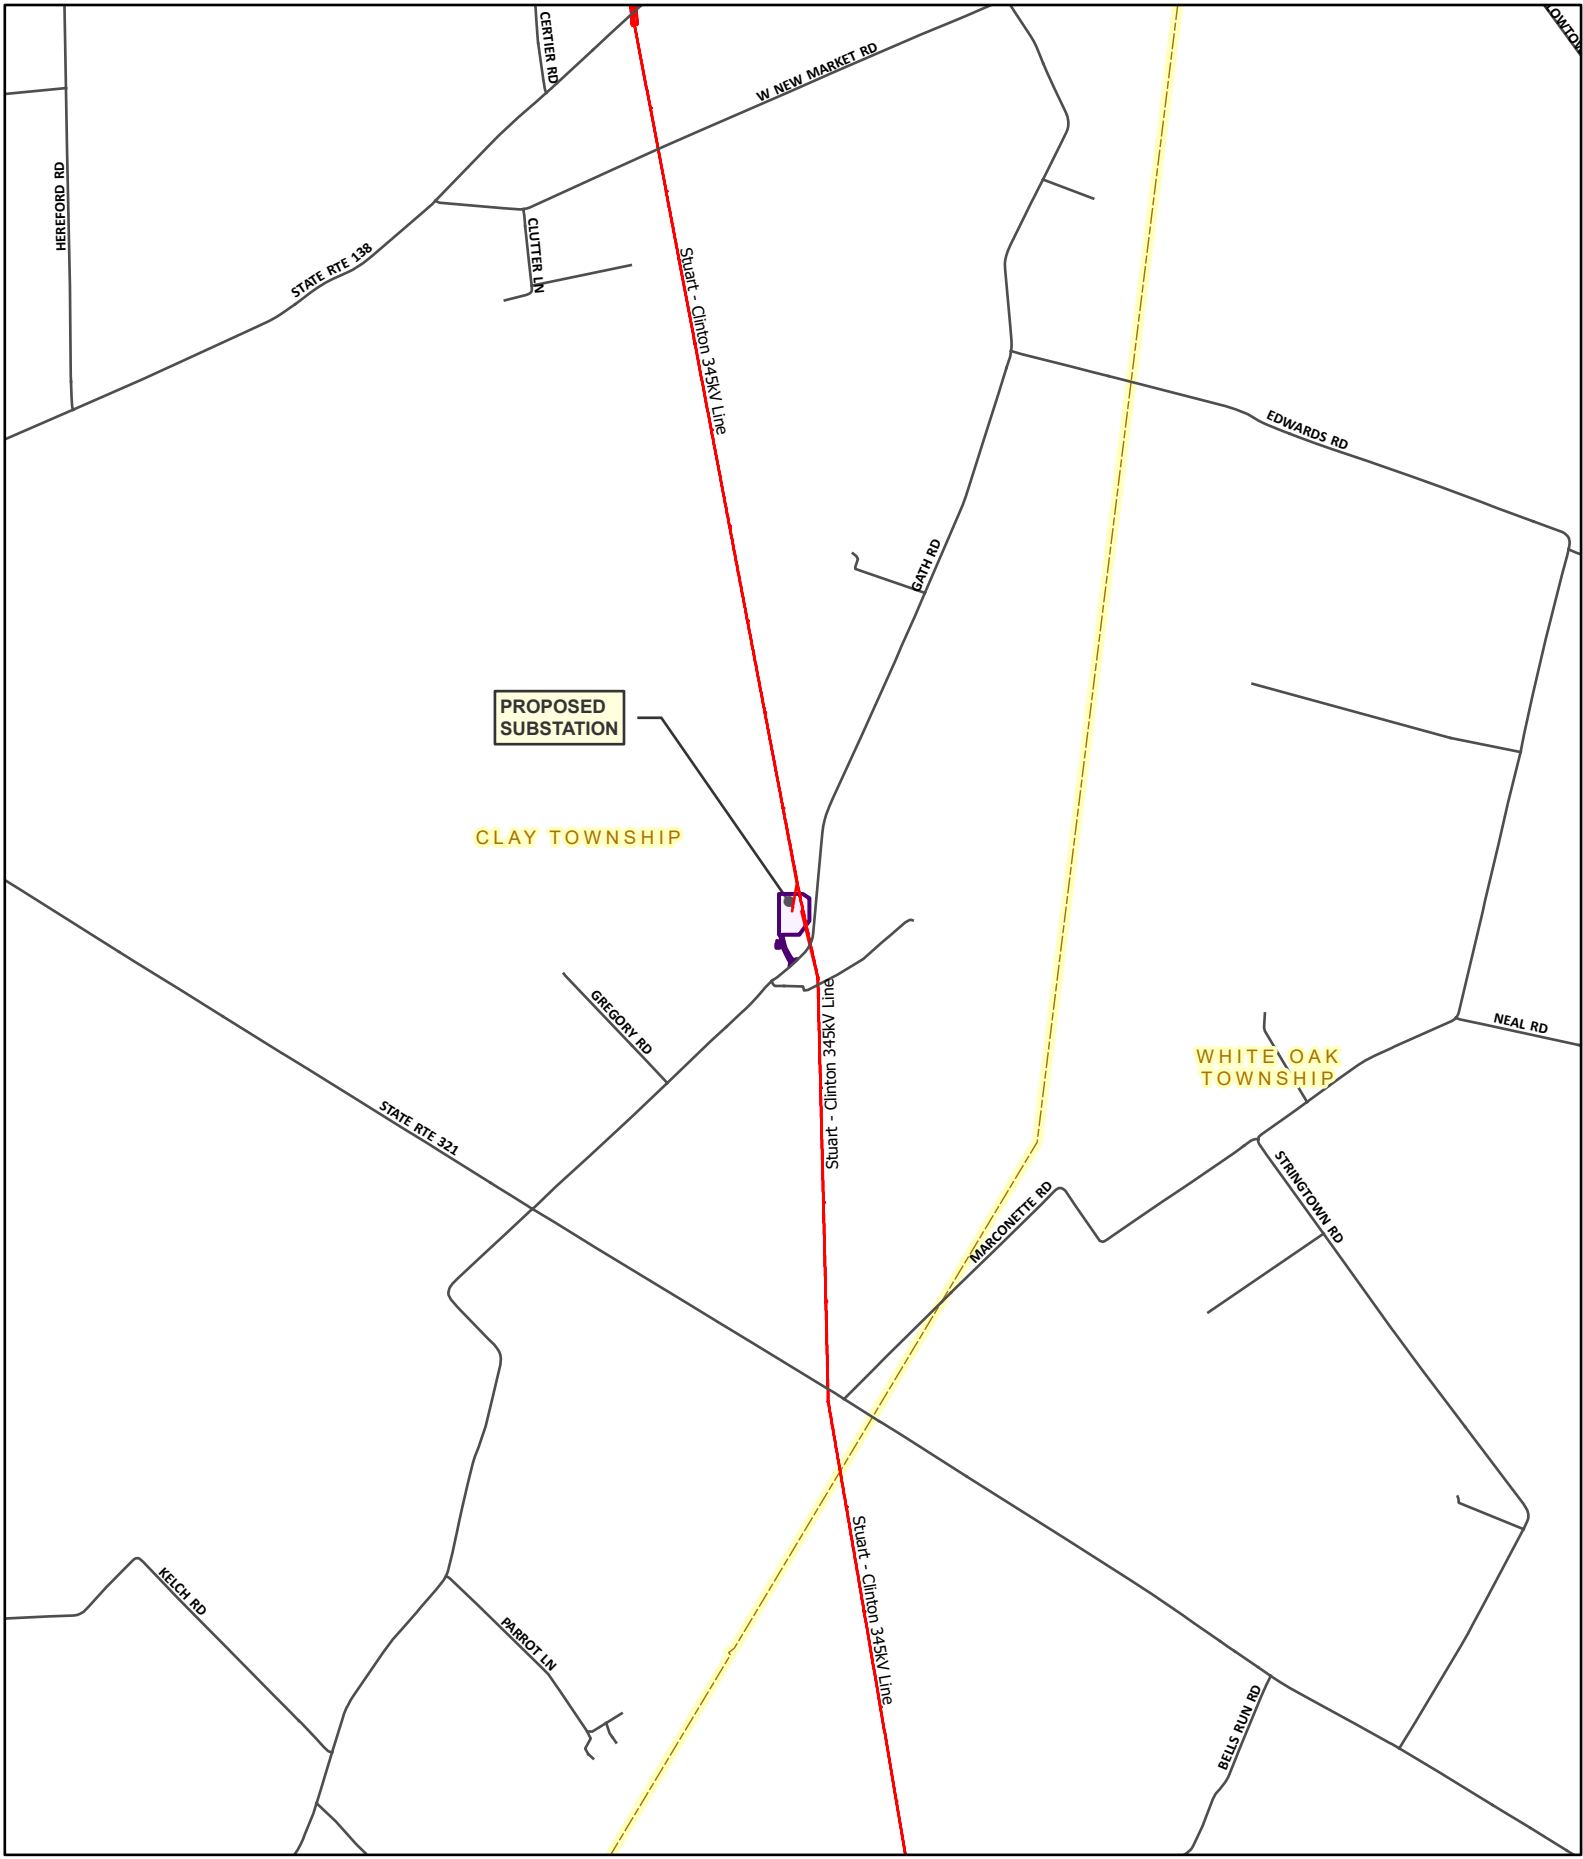 CERTIER RD
W NEW MARKET RD
HEREFORD RD
STATE RTE 138
CLUTTER LN
Stuart - Clinton 345kV Line
EDWARDS RD
GATH RD
PROPOSED
SUBSTATION
CLAY TOWNSHIP
GREGORY RD
Stuart - Clinton 345kV Line
NEAL RD
WHITE OAK
TOWNSHIP
STATE RTE 321
MARCONETTE RD
STRINGTOWN RD
Stuart - Clinton 345kV Line
KELCH RD
PARROT LN
BELLS RUN RD